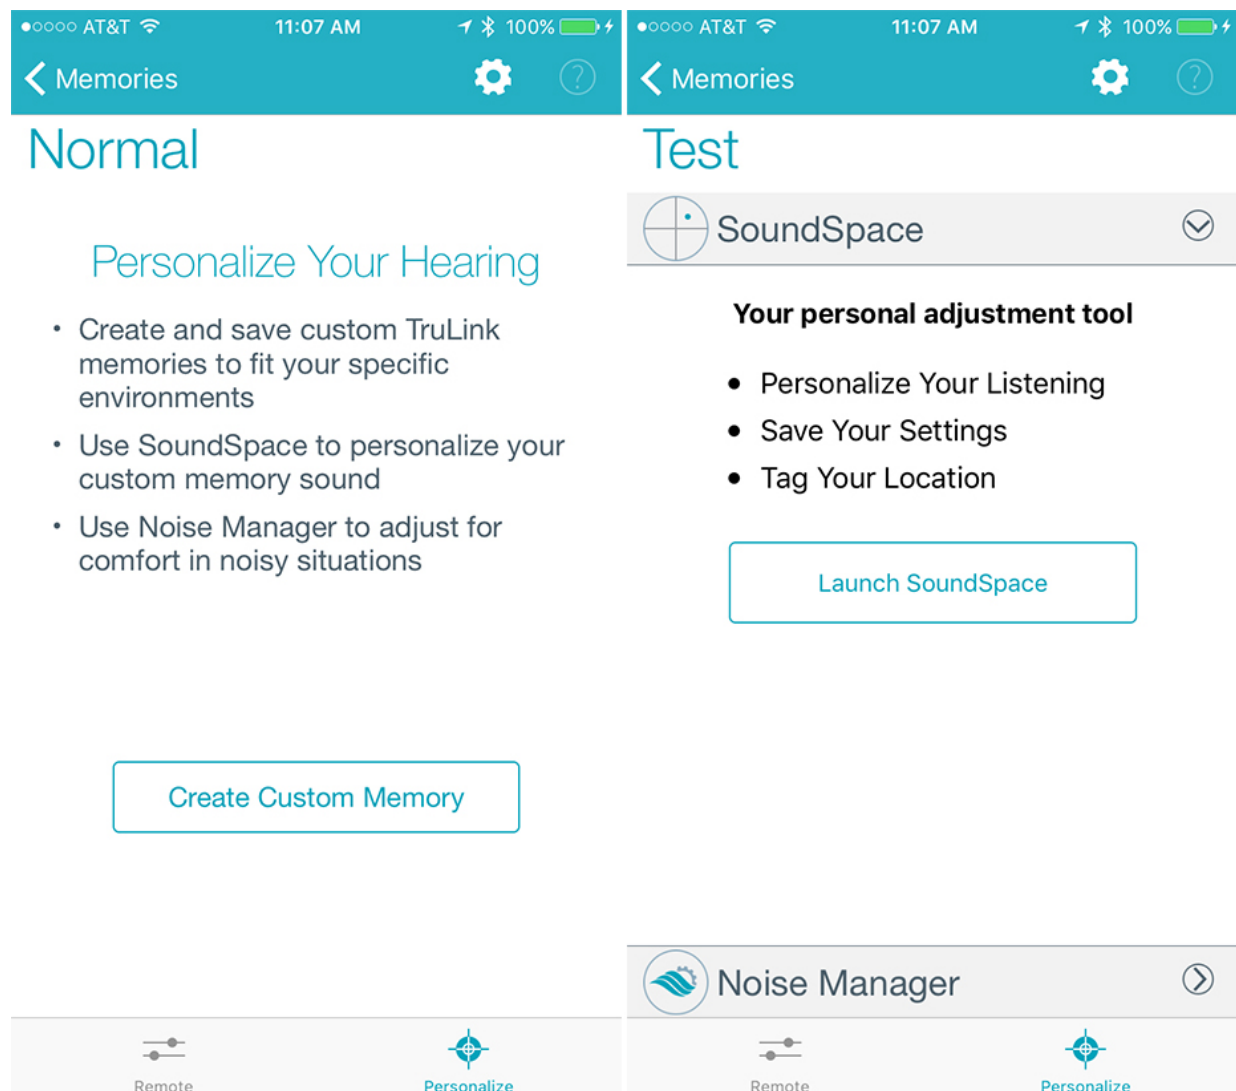 AT&T 11:07 AM 100%
Memories
Normal
Personalize Your Hearing
• Create and save custom TruLink
memories to fit your specific
environments
• Use SoundSpace to personalize your
custom memory sound
• Use Noise Manager to adjust for
comfort in noisy situations
Create Custom Memory
Remote Personalize
AT&T 11:07 AM 100%
Memories
Test
SoundSpace
Your personal adjustment tool
• Personalize Your Listening
• Save Your Settings
• Tag Your Location
Launch SoundSpace
Noise Manager
Remote Personalize